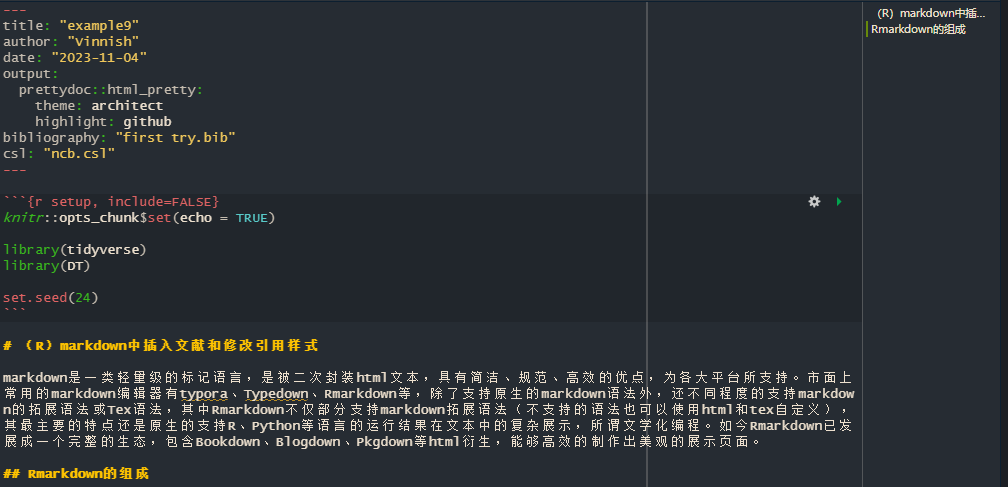 ---
title: "example9"
author: "Vinnish"
date: "2023-11-04"
output:
  prettydoc::html_pretty:
    theme: architect
    highlight: github
bibliography: "first try.bib"
csl: "ncb.csl"
---
```{r setup, include=FALSE}
knitr::opts_chunk$set(echo = TRUE)
library(tidyverse)
library(DT)
set.seed(24)
```
# （R）markdown中插入文献和修改引用样式
markdown是一类轻量级的标记语言，是被二次封装html文本，具有简洁、规范、高效的优点，为各大平台所支持。市面上
常用的markdown编辑器有typora、Typedown、Rmarkdown等，除了支持原生的markdown语法外，还不同程度的支持markdow
n的拓展语法或Tex语法，其中Rmarkdown不仅部分支持markdown拓展语法（不支持的语法也可以使用html和tex自定义），
其最主要的特点还是原生的支持R、Python等语言的运行结果在文本中的复杂展示，所谓文学化编程。如今Rmarkdown已发
展成一个完整的生态，包含Bookdown、Blogdown、Pkgdown等html衍生，能够高效的制作出美观的展示页面。
## Rmarkdown的组成
（R）markdown中插...
Rmarkdown的组成